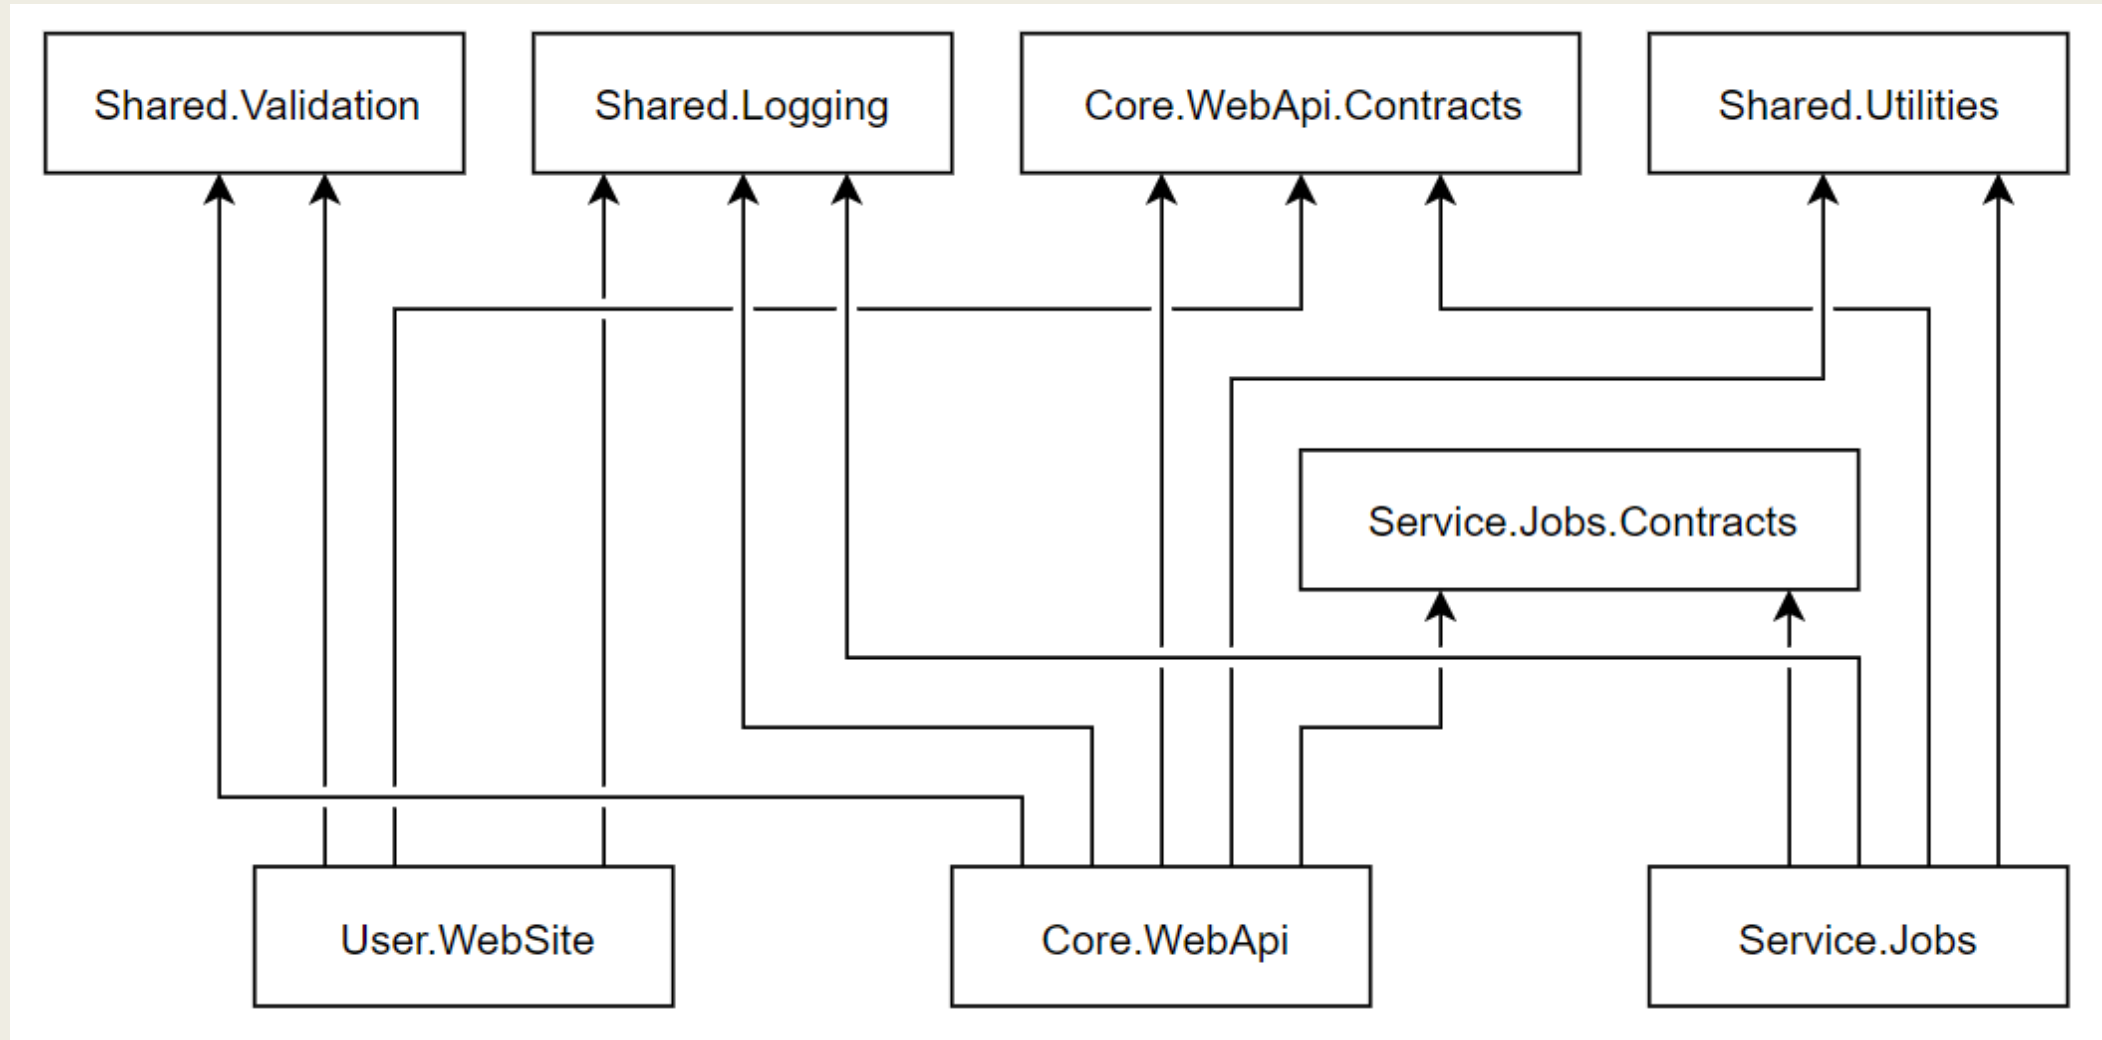 Shared.Validation
Shared.Logging
Core.WebApi.Contracts
Shared.Utilities
Service.Jobs.Contracts
User.WebSite
Core.WebApi
Service.Jobs